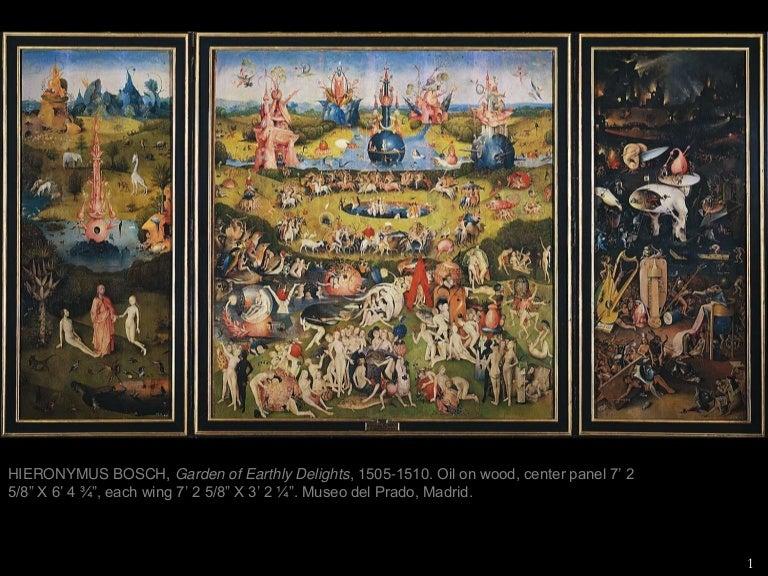 HIERONYMUS BOSCH, Garden of Earthly Delights, 1505-1510. Oil on wood, center panel 7’ 2
5/8” X 6’ 4 ¾”, each wing 7’ 2 5/8” X 3’ 2 ¼”. Museo del Prado, Madrid.
1